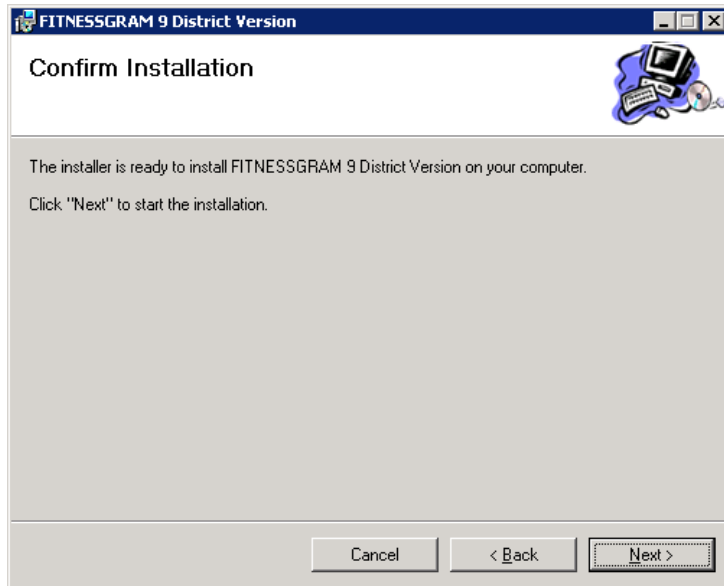 FITNESSGRAM 9 District Version
Confirm Installation
The installer is ready to install FITNESSGRAM 9 District Version on your computer.
Click "Next" to start the installation.
Cancel
< Back
Next >